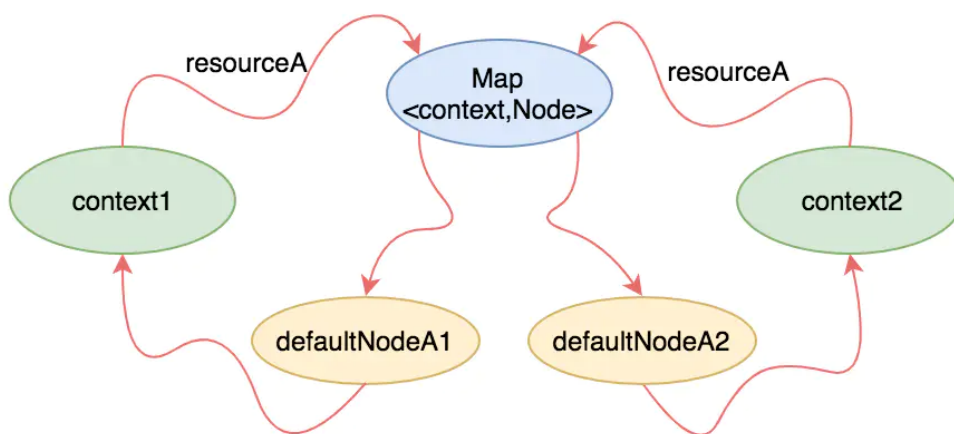 resourceA
Map
<context,Node>
resourceA
context1
context2
defaultNodeA1
defaultNodeA2